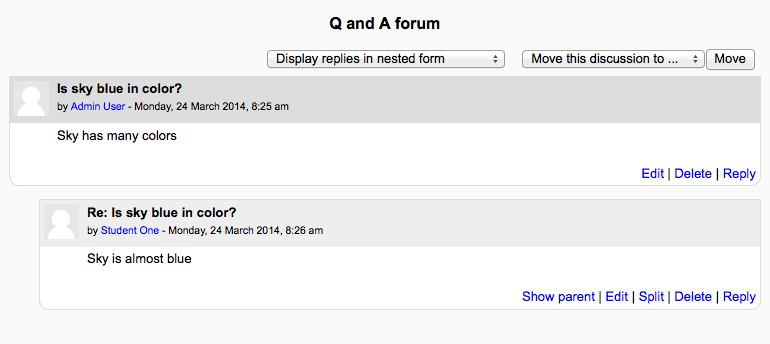 Q and A forum
Display replies in nested form Move this discussion to ... Move
Is sky blue in color?
by Admin User - Monday, 24 March 2014, 8:25 am
Sky has many colors
Edit | Delete | Reply
Re: Is sky blue in color?
by Student One - Monday, 24 March 2014, 8:26 am
Sky is almost blue
Show parent | Edit | Split | Delete | Reply